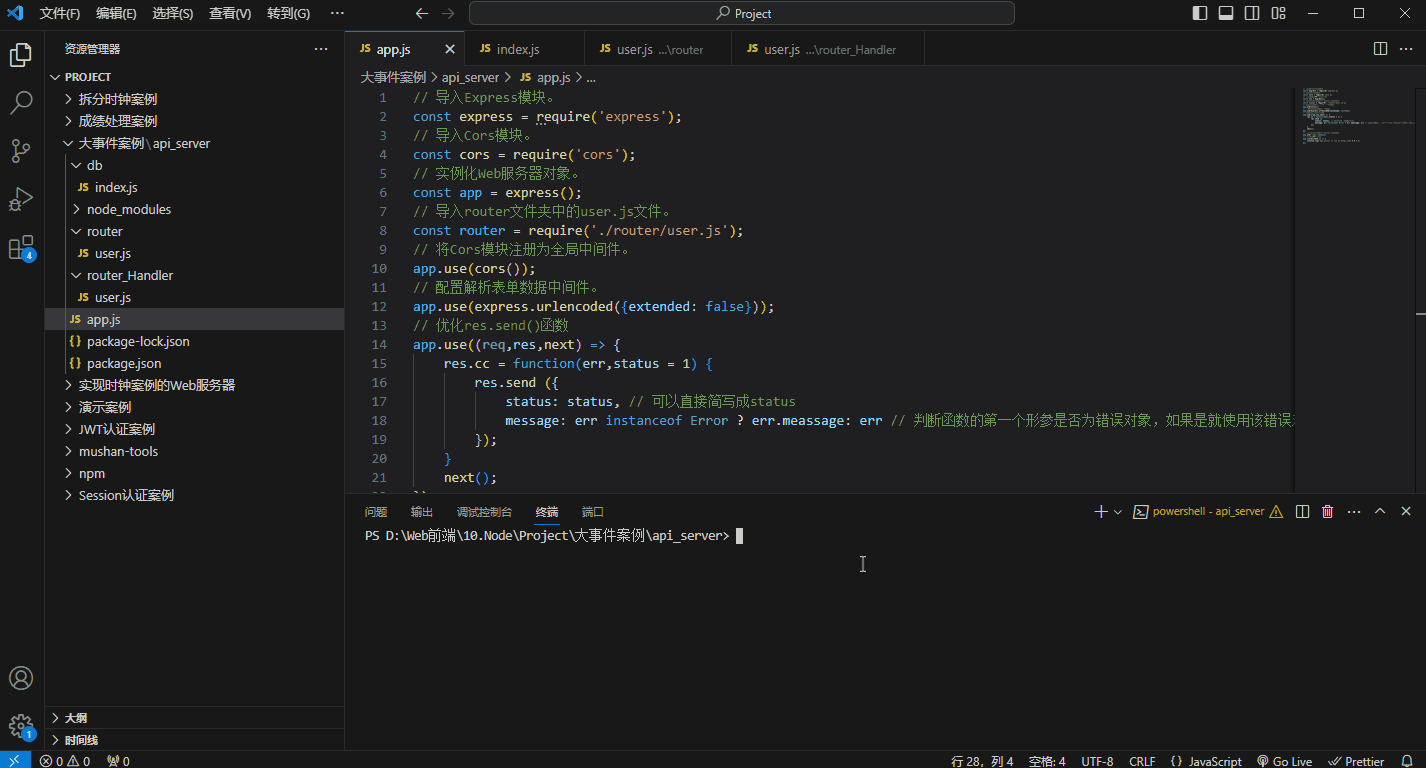 文件(F) 编辑(E) 选择(S) 查看(V) 转到(G) ··· Project
资源管理器 ···
PROJECT
拆分时钟案例
成绩处理案例
大事件案例\api_server
db
JS index.js
node_modules
router
JS user.js
router_Handler
JS user.js
JS app.js
{} package-lock.json
{} package.json
实现时钟案例的Web服务器
演示案例
JWT认证案例
mushan-tools
npm
Session认证案例
大纲
时间线
4
1
JS app.js JS index.js JS user.js ...\router JS user.js ...\router_Handler
大事件案例 > api_server > JS app.js > ...
1 // 导入Express模块。
2 const express = require('express');
3 // 导入Cors模块。
4 const cors = require('cors');
5 // 实例化Web服务器对象。
6 const app = express();
7 // 导入router文件夹中的user.js文件。
8 const router = require('./router/user.js');
9 // 将Cors模块注册为全局中间件。
10 app.use(cors());
11 // 配置解析表单数据中间件。
12 app.use(express.urlencoded({extended: false}));
13 // 优化res.send()函数
14 app.use((req,res,next) => {
15 res.cc = function(err,status = 1) {
16 res.send ({
17 status: status, // 可以直接简写成status
18 message: err instanceof Error ? err.meassage: err // 判断函数的第一个形参是否为错误对象，如果是就使用该错误
19 });
20 }
21 next();
问题 输出 调试控制台 终端 端口 powershell - api_server
PS D:\Web前端\10.Node\Project\大事件案例\api_server>
0 0 0 行 28，列 4 空格: 4 UTF-8 CRLF {} JavaScript Go Live Prettier